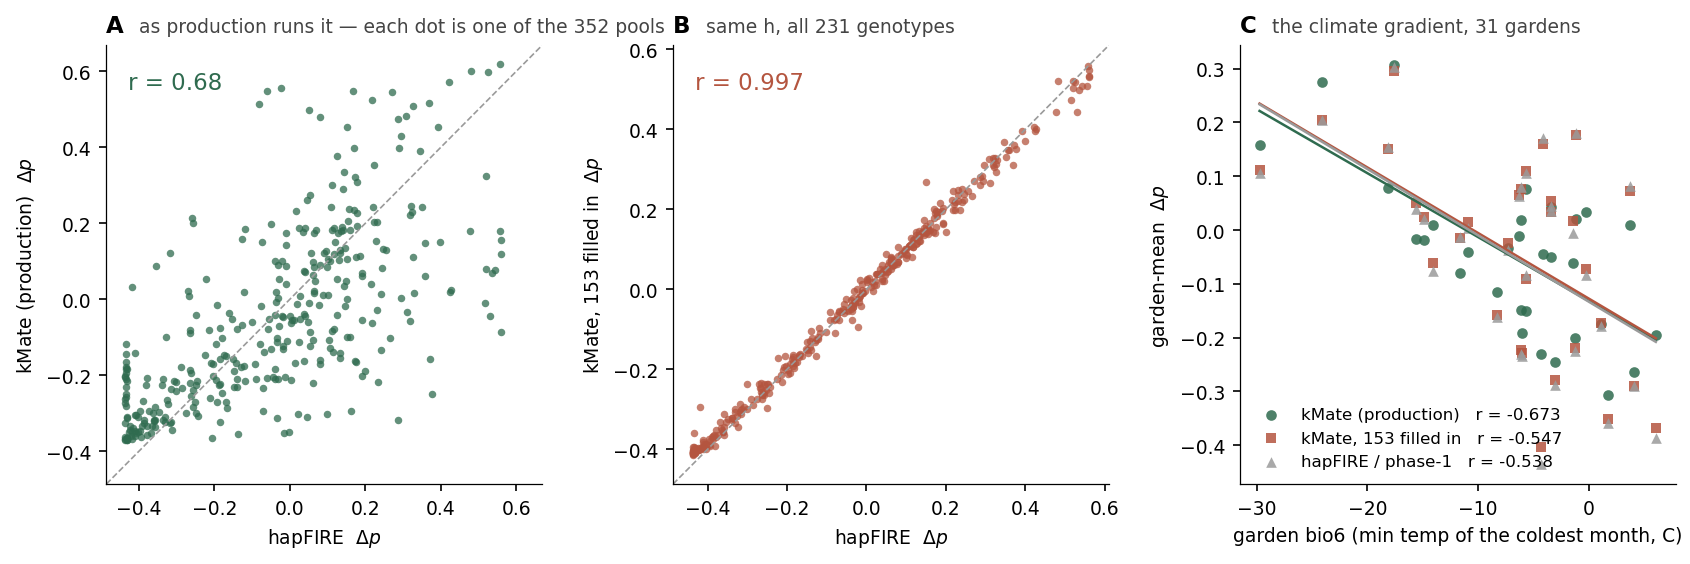 A as production runs it — each dot is one of the 352 pools
r = 0.68
kMate (production) Δp
0.6
0.4
0.2
0.0
−0.2
−0.4
−0.4 −0.2 0.0 0.2 0.4 0.6
hapFIRE Δp
B same h, all 231 genotypes
r = 0.997
kMate, 153 filled in Δp
0.6
0.4
0.2
0.0
−0.2
−0.4
−0.4 −0.2 0.0 0.2 0.4 0.6
hapFIRE Δp
C the climate gradient, 31 gardens
garden-mean Δp
0.3
0.2
0.1
0.0
−0.1
−0.2
−0.3
−0.4
kMate (production) r = -0.673
kMate, 153 filled in r = -0.547
hapFIRE / phase-1 r = -0.538
−30 −20 −10 0
garden bio6 (min temp of the coldest month, C)